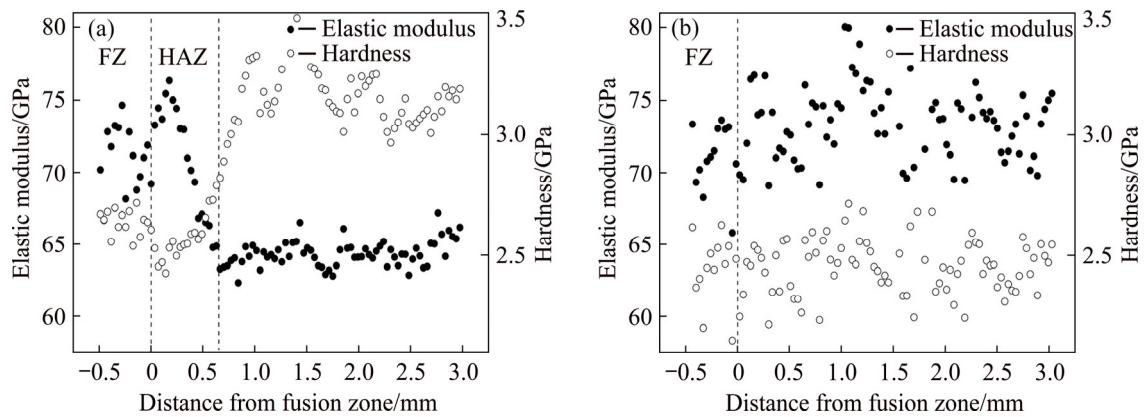 (a)
FZ
HAZ
Elastic modulus
Hardness
80
75
70
65
60
Elastic modulus/GPa
3.5
3.0
2.5
Hardness/GPa
−0.5 0 0.5 1.0 1.5 2.0 2.5 3.0
Distance from fusion zone/mm
(b)
FZ
Elastic modulus
Hardness
80
75
70
65
60
Elastic modulus/GPa
3.5
3.0
2.5
Hardness/GPa
−0.5 0 0.5 1.0 1.5 2.0 2.5 3.0
Distance from fusion zone/mm